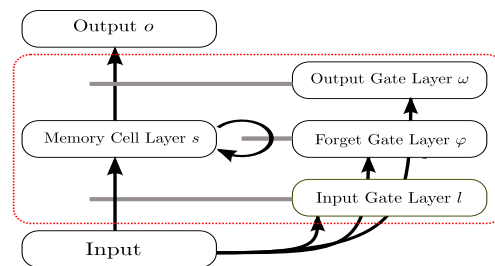 Output o
Output Gate Layer ω
Memory Cell Layer s
Forget Gate Layer φ
Input Gate Layer l
Input